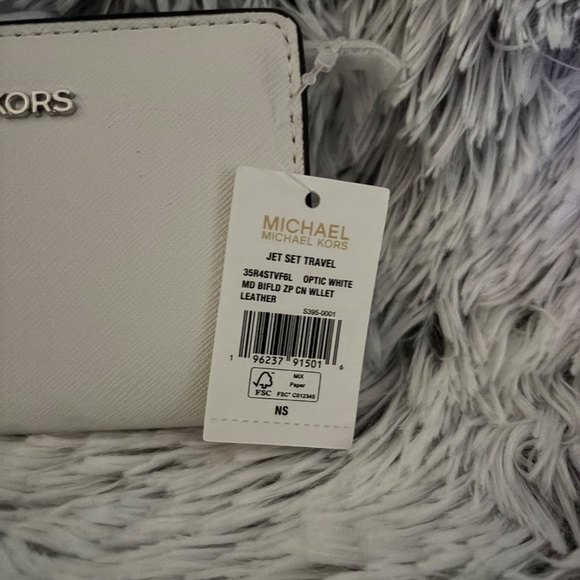 KORS
MICHAEL
MICHAEL KORS
JET SET TRAVEL
35R4STVF6L OPTIC WHITE
MD BIFLD ZP CN WLLET
LEATHER
S395-0001
1 96237 91501 6
FSC
MIX
Paper
FSC™ C012345
NS